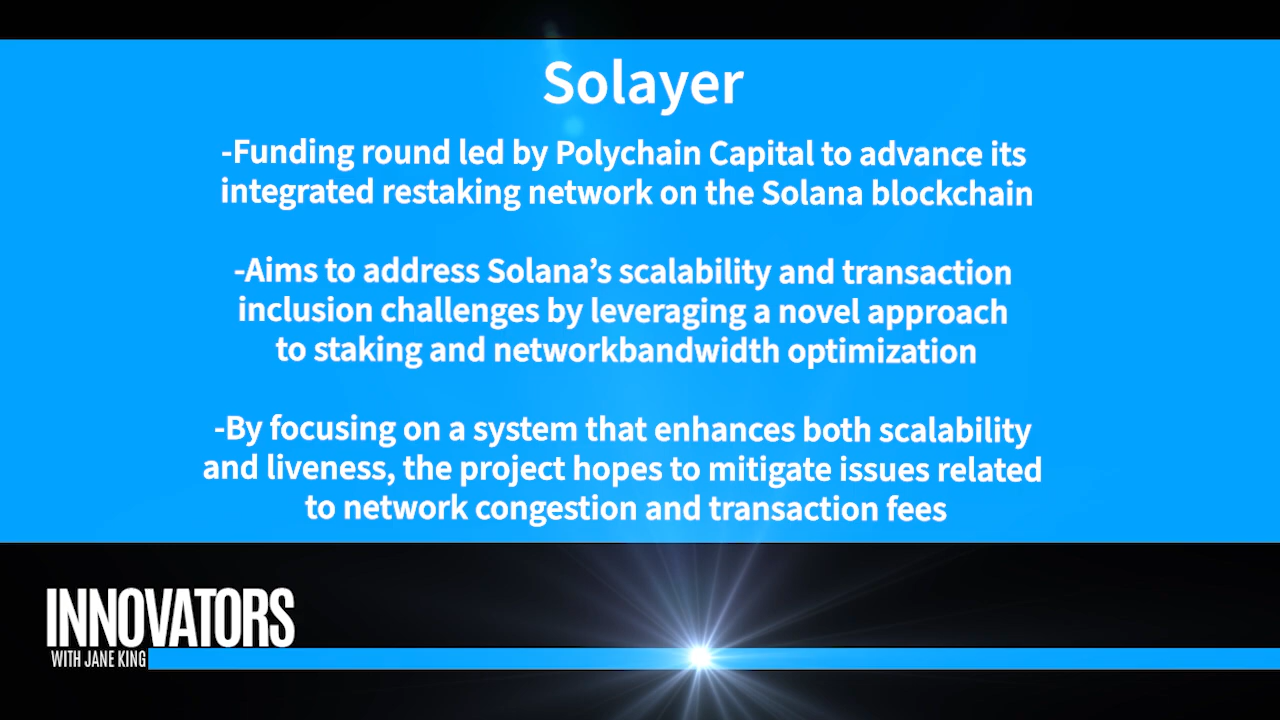 Solayer
-Funding round led by Polychain Capital to advance its
integrated restaking network on the Solana blockchain
-Aims to address Solana’s scalability and transaction
inclusion challenges by leveraging a novel approach
to staking and networkbandwidth optimization
-By focusing on a system that enhances both scalability
and liveness, the project hopes to mitigate issues related
to network congestion and transaction fees
INNOVATORS
WITH JANE KING